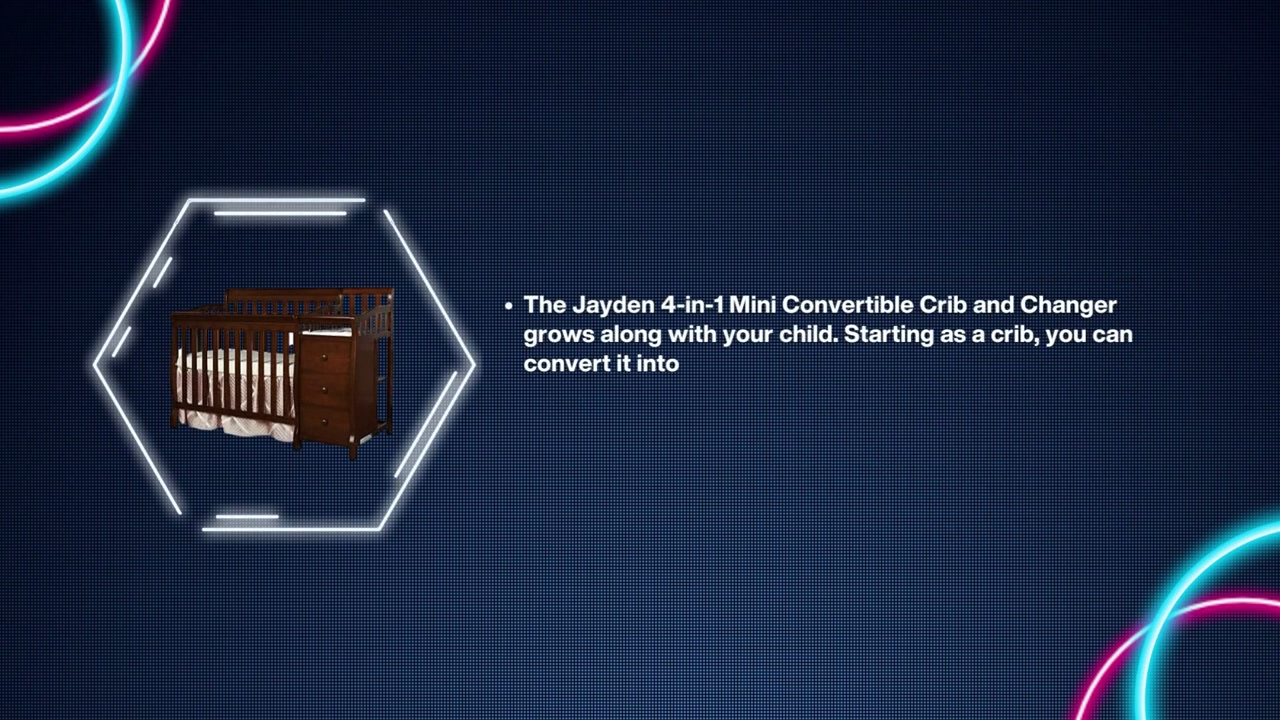 • The Jayden 4-in-1 Mini Convertible Crib and Changer
grows along with your child. Starting as a crib, you can
convert it into